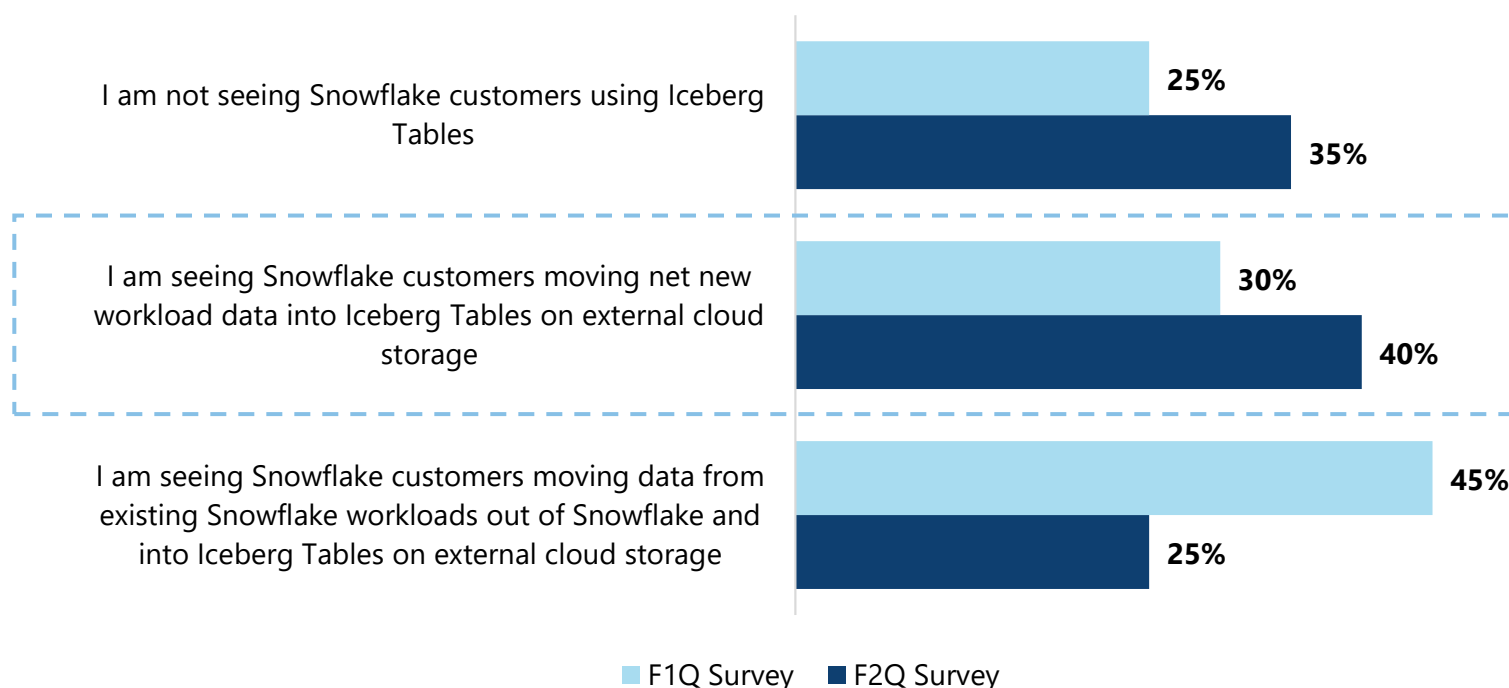 I am not seeing Snowflake customers using Iceberg
Tables
25%
35%
I am seeing Snowflake customers moving net new
workload data into Iceberg Tables on external cloud
storage
30%
40%
I am seeing Snowflake customers moving data from
existing Snowflake workloads out of Snowflake and
into Iceberg Tables on external cloud storage
45%
25%
F1Q Survey F2Q Survey